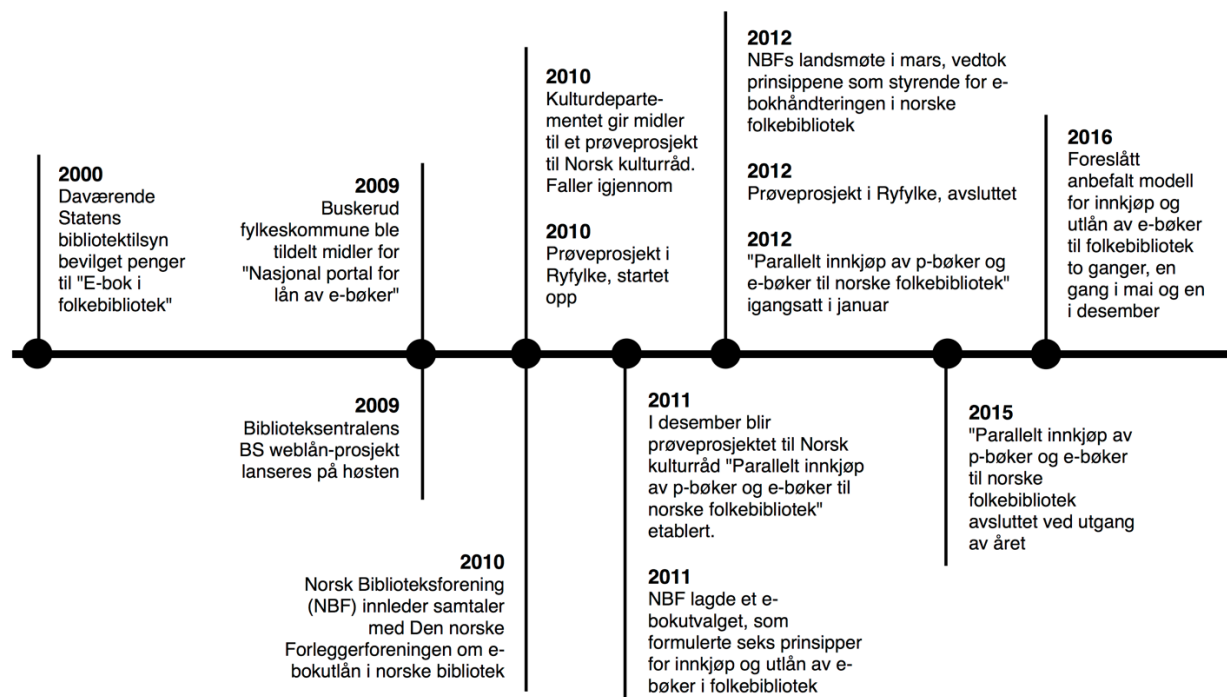 2000
Daværende
Statens
bibliotektilsyn
bevilget penger
til "E-bok i
folkebibliotek"
2009
Buskerud
fylkeskommune ble
tildelt midler for
"Nasjonal portal for
lån av e-bøker"
2009
Biblioteksentralens
BS weblån-prosjekt
lanseres på høsten
2010
Kulturdeparte-
mentet gir midler
til et prøveprosjekt
til Norsk kulturråd.
Faller igjennom
2010
Prøveprosjekt i
Ryfylke, startet
opp
2010
Norsk Biblioteksforening
(NBF) innleder samtaler
med Den norske
Forleggerforeningen om e-
bokutlån i norske bibliotek
2011
I desember blir
prøveprosjektet til Norsk
kulturråd "Parallelt innkjøp
av p-bøker og e-bøker til
norske folkebibliotek"
etablert.
2011
NBF lagde et e-
bokutvalget, som
formulerte seks prinsipper
for innkjøp og utlån av e-
bøker i folkebibliotek
2012
NBFs landsmøte i mars, vedtok
prinsippene som styrende for e-
bokhåndteringen i norske
folkebibliotek
2012
Prøveprosjekt i Ryfylke, avsluttet
2012
"Parallelt innkjøp av p-bøker og
e-bøker til norske folkebibliotek"
igangsatt i januar
2015
"Parallelt innkjøp av
p-bøker og e-bøker
til norske
folkebibliotek
avsluttet ved utgang
av året
2016
Foreslått
anbefalt modell
for innkjøp og
utlån av e-bøker
til folkebibliotek
to ganger, en
gang i mai og en
i desember